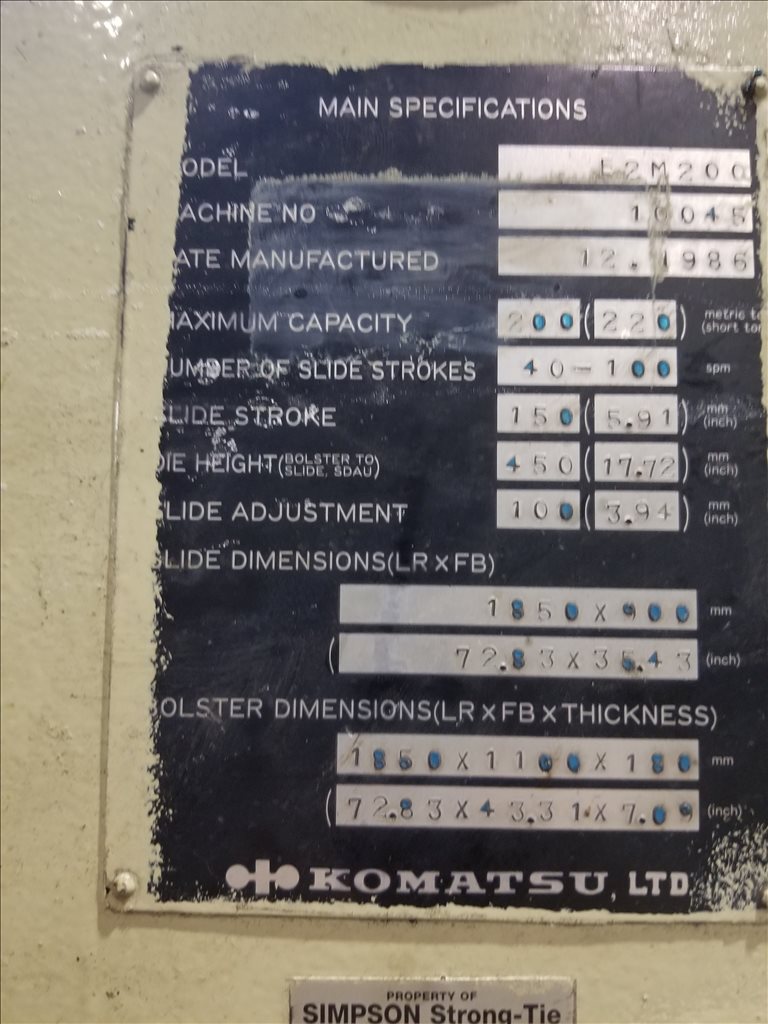 MAIN SPECIFICATIONS
ODEL L2M200
ACHINE NO 10045
ATE MANUFACTURED 12.1986
AXIMUM CAPACITY 200 (220) metric to (short to
UMBER OF SLIDE STROKES 40-100 spm
LIDE STROKE 150 (5.91) mm (inch)
DIE HEIGHT (BOLSTER TO SLIDE, SDAU) 450 (17.72) mm (inch)
SLIDE ADJUSTMENT 100 (3.94) mm (inch)
SLIDE DIMENSIONS(LR X FB)
1850 X 900 mm
(72.83 X 35.43 (inch)
OLSTER DIMENSIONS(LR X FB X THICKNESS)
1850 X 1100 X 180 mm
(72.83 X 43.31 X 7.09 (inch)
KOMATSU, LTD
PROPERTY OF
SIMPSON Strong-Tie